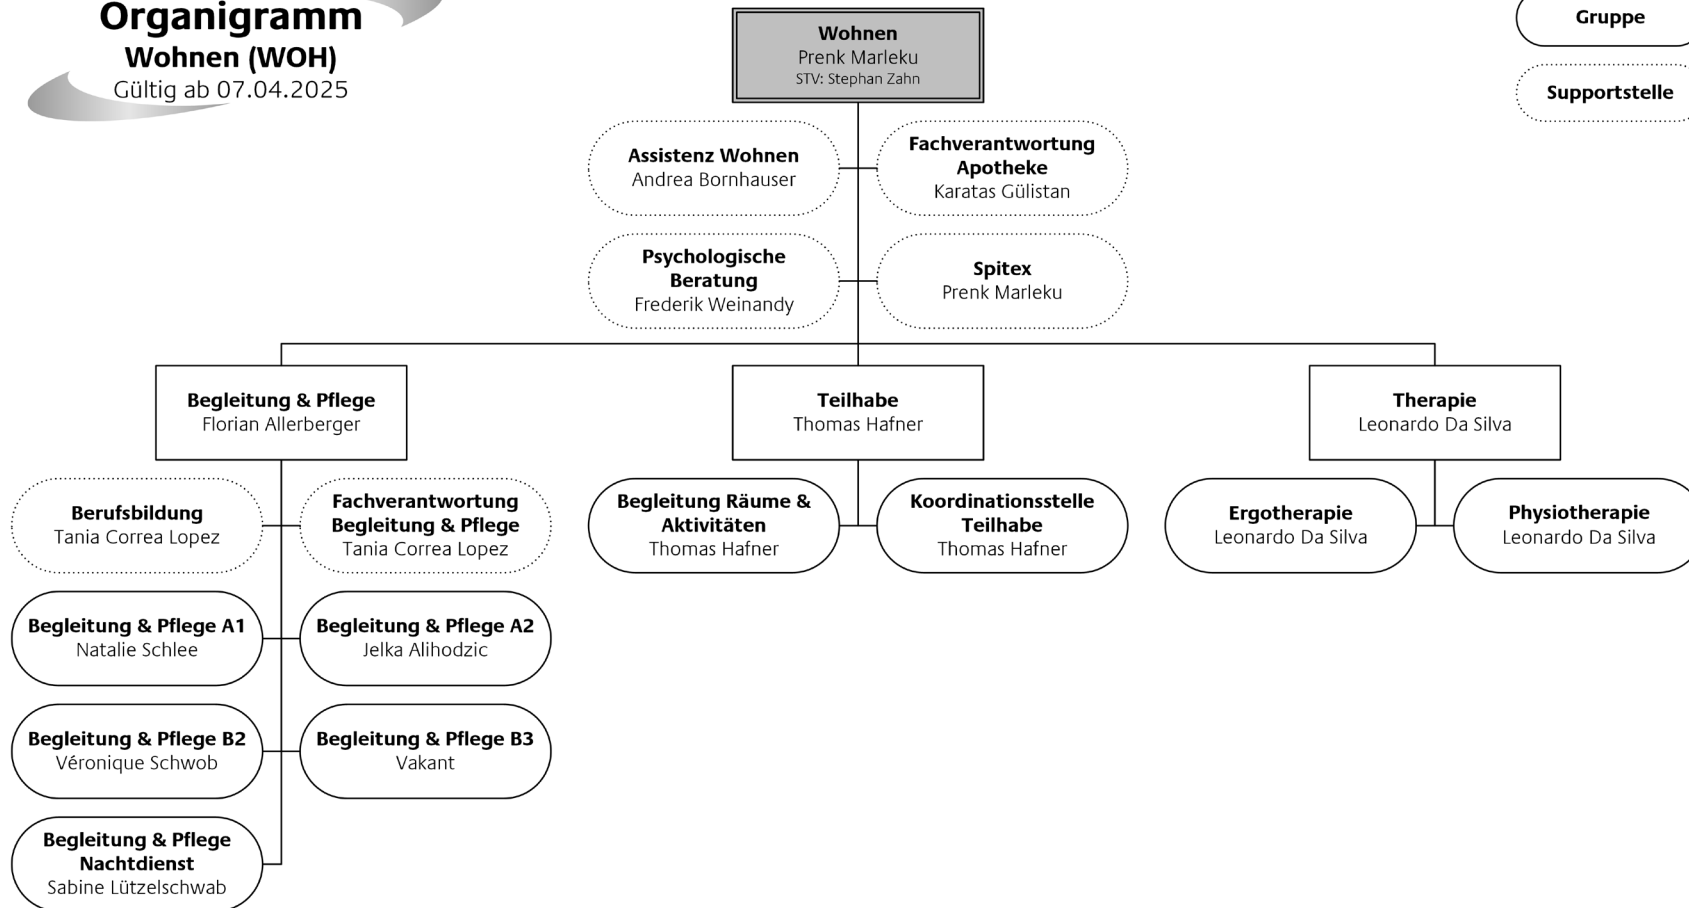 Organigramm
Wohnen (WOH)
Gültig ab 07.04.2025
Wohnen
Prenk Marleku
STV: Stephan Zahn
Gruppe
Supportstelle
Assistenz Wohnen
Andrea Bornhauser
Fachverantwortung
Apotheke
Karatas Gülistan
Psychologische
Beratung
Frederik Weinandy
Spitex
Prenk Marleku
Begleitung & Pflege
Florian Allerberger
Teilhabe
Thomas Hafner
Therapie
Leonardo Da Silva
Berufsbildung
Tania Correa Lopez
Fachverantwortung
Begleitung & Pflege
Tania Correa Lopez
Begleitung Räume &
Aktivitäten
Thomas Hafner
Koordinationsstelle
Teilhabe
Thomas Hafner
Ergotherapie
Leonardo Da Silva
Physiotherapie
Leonardo Da Silva
Begleitung & Pflege A1
Natalie Schlee
Begleitung & Pflege A2
Jelka Alihodzic
Begleitung & Pflege B2
Véronique Schwob
Begleitung & Pflege B3
Vakant
Begleitung & Pflege
Nachtdienst
Sabine Lützelschwab